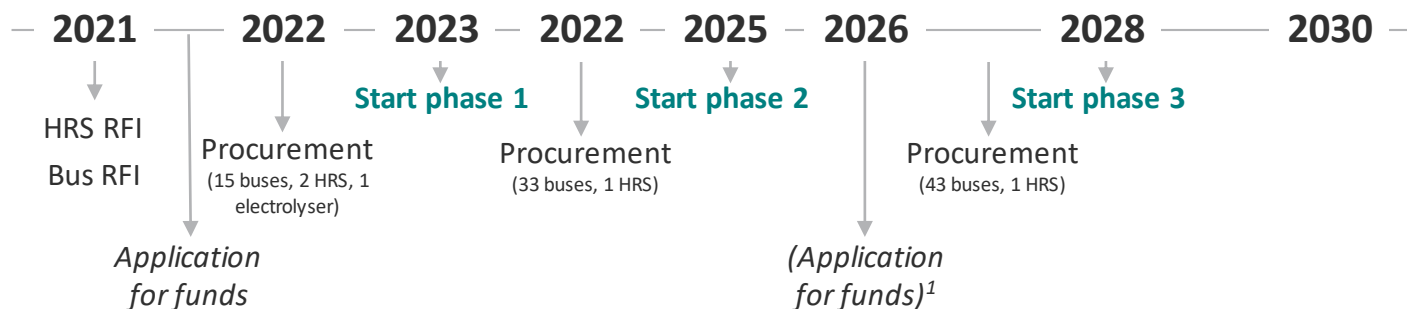 2021 2022 2023 2022 2025 2026 2028 2030
Start phase 1 Start phase 2 Start phase 3
HRS RFI
Bus RFI
Procurement
(15 buses, 2 HRS, 1
electrolyser)
Procurement
(33 buses, 1 HRS)
Procurement
(43 buses, 1 HRS)
Application
for funds
(Application
for funds)¹